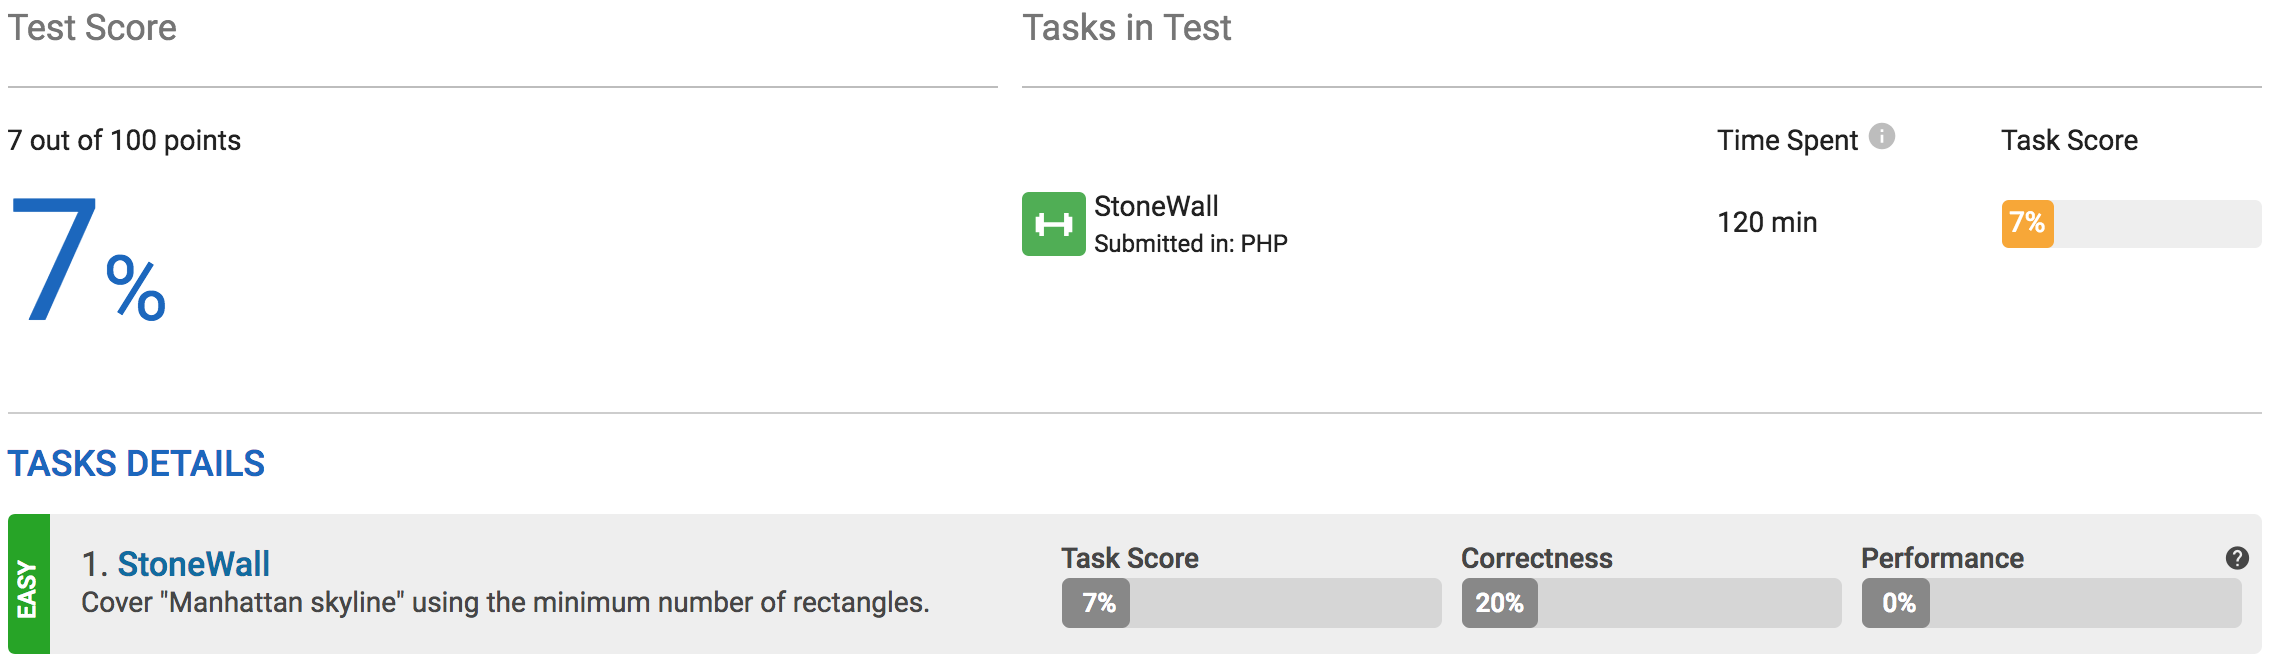 Test Score
7 out of 100 points
7%
Tasks in Test
Time Spent i
Task Score
StoneWall
Submitted in: PHP
120 min
7%
TASKS DETAILS
EASY
1. StoneWall
Cover "Manhattan skyline" using the minimum number of rectangles.
Task Score
7%
Correctness
20%
Performance ?
0%